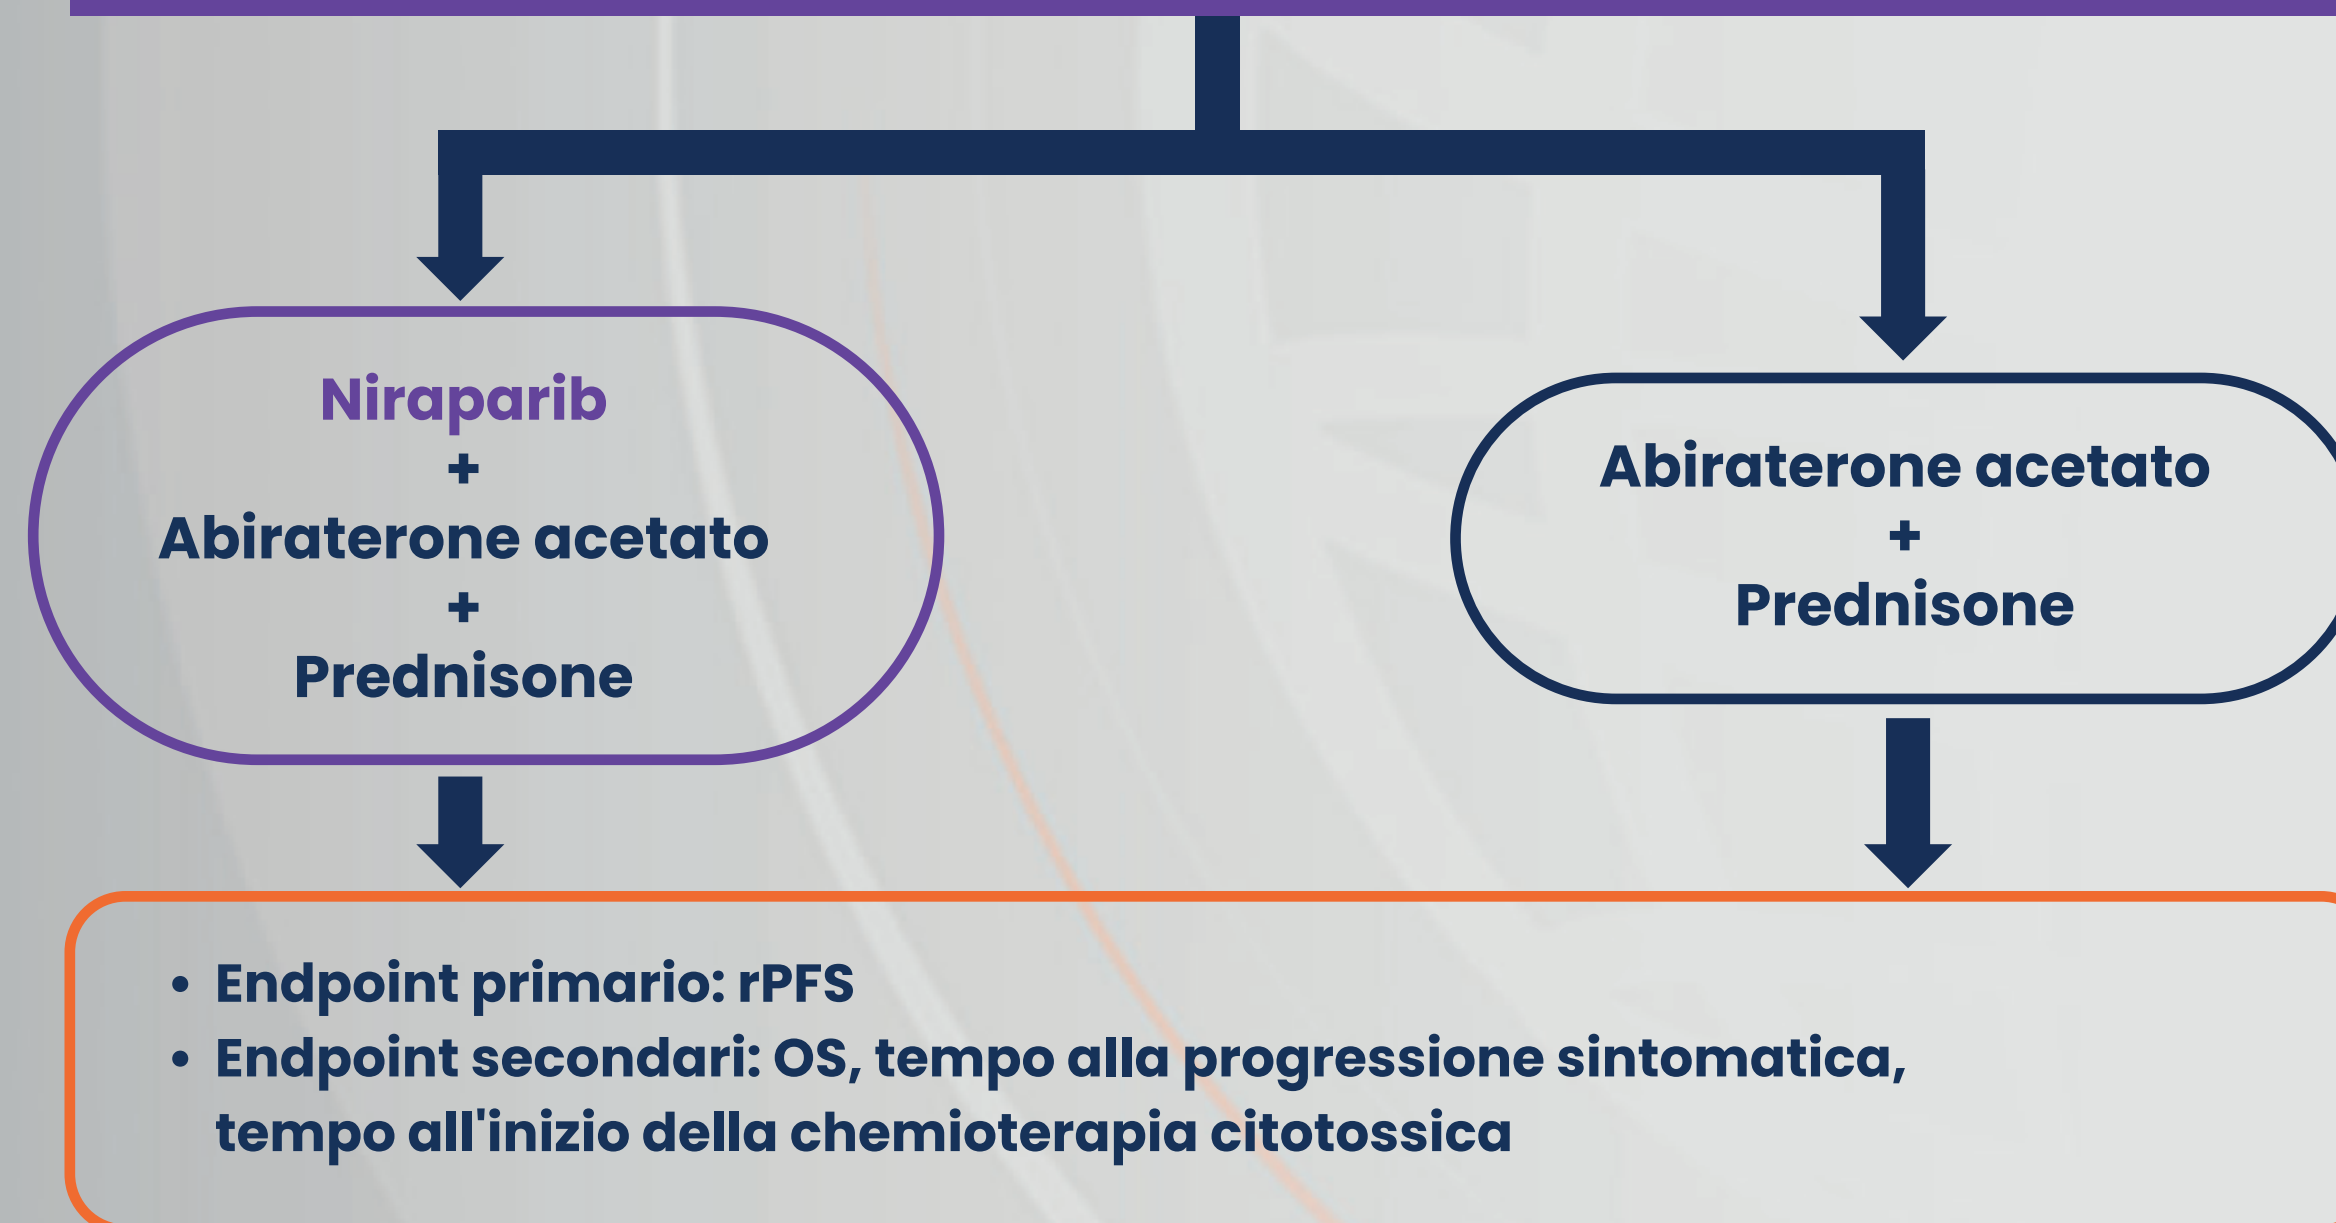 Niraparib
+
Abiraterone acetato
+
Prednisone
Abiraterone acetato
+
Prednisone
• Endpoint primario: rPFS
• Endpoint secondari: OS, tempo alla progressione sintomatica,
tempo all'inizio della chemioterapia citotossica